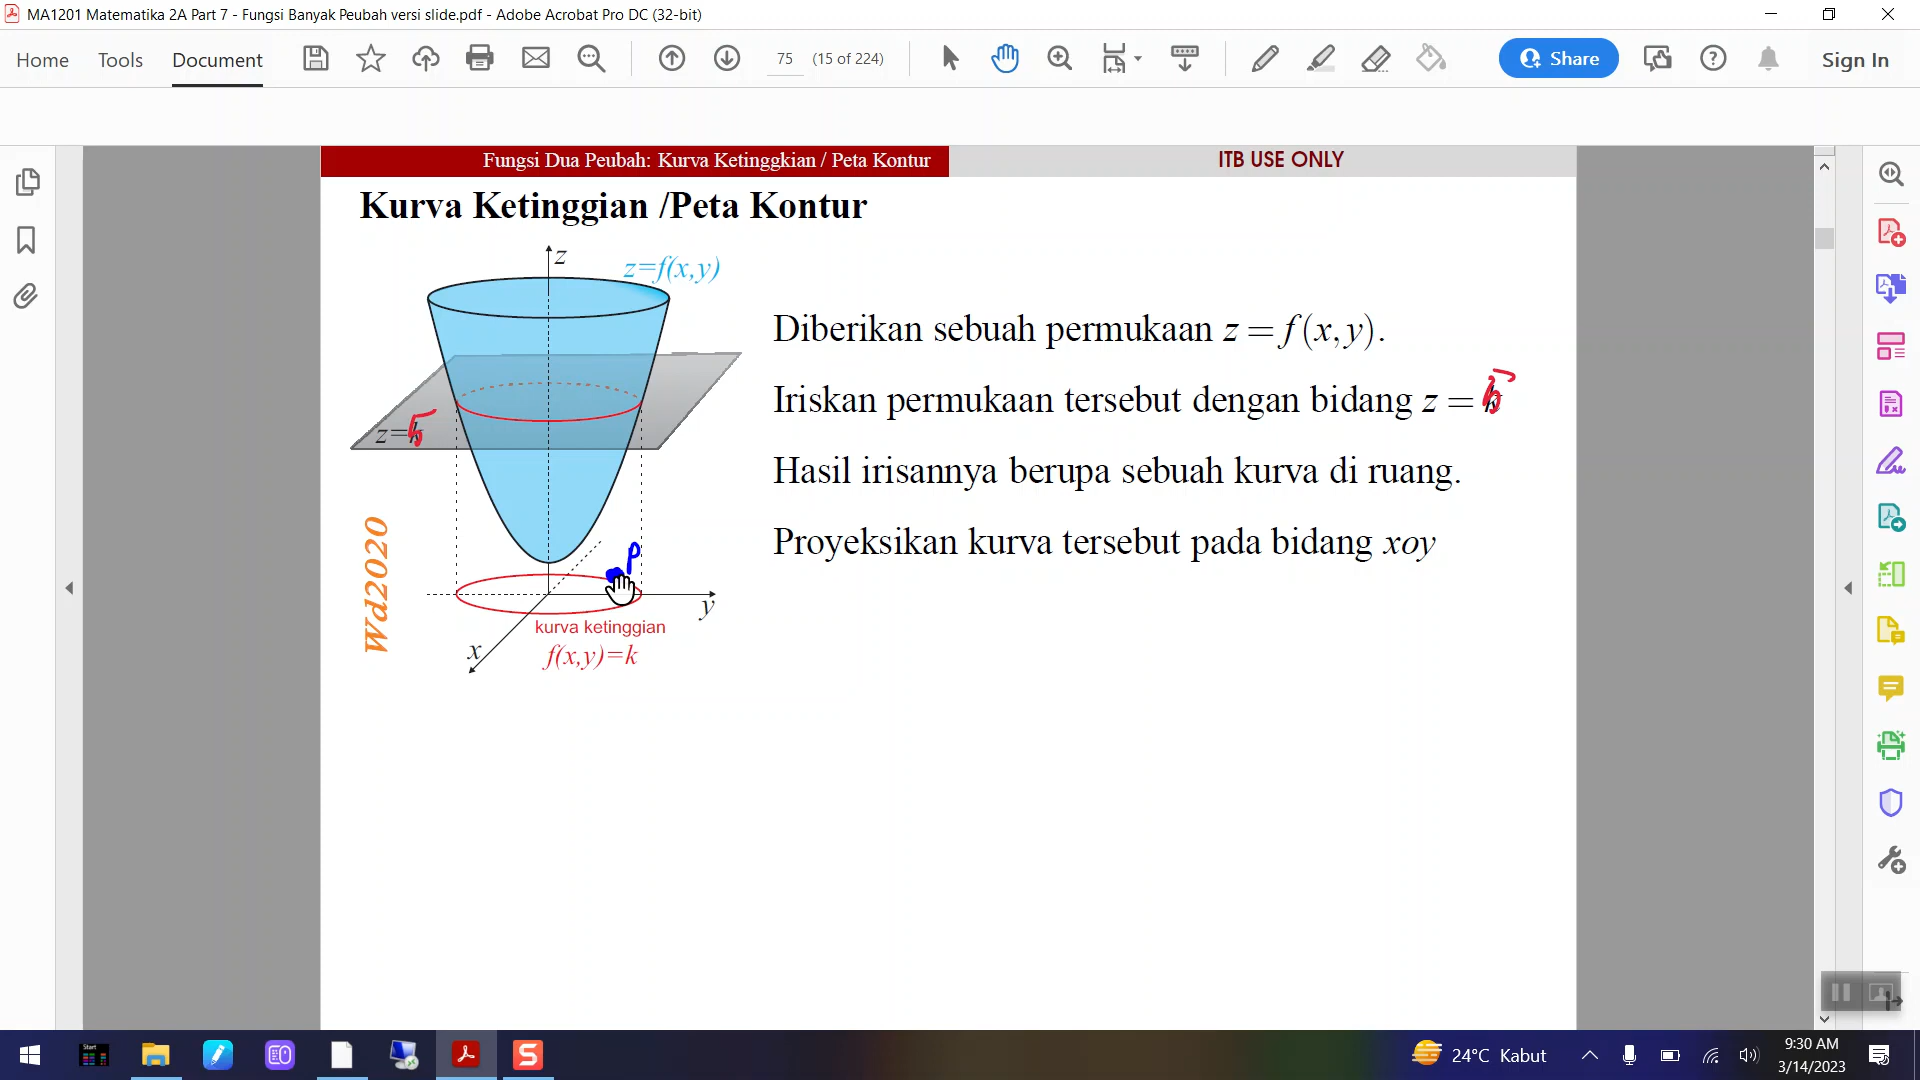 MA1201 Matematika 2A Part 7 - Fungsi Banyak Peubah versi slide.pdf - Adobe Acrobat Pro DC (32-bit)
Home Tools Document 75 (15 of 224) Share Sign In
Fungsi Dua Peubah: Kurva Ketinggkian / Peta Kontur ITB USE ONLY
Kurva Ketinggian /Peta Kontur
z
z=f(x,y)
Diberikan sebuah permukaan z = f(x,y).
Iriskan permukaan tersebut dengan bidang z = 5
z=5
Hasil irisannya berupa sebuah kurva di ruang.
Proyeksikan kurva tersebut pada bidang xoy
P
Wd2020
y
kurva ketinggian
x
f(x,y)=k
Start
24°C Kabut
9:30 AM
3/14/2023